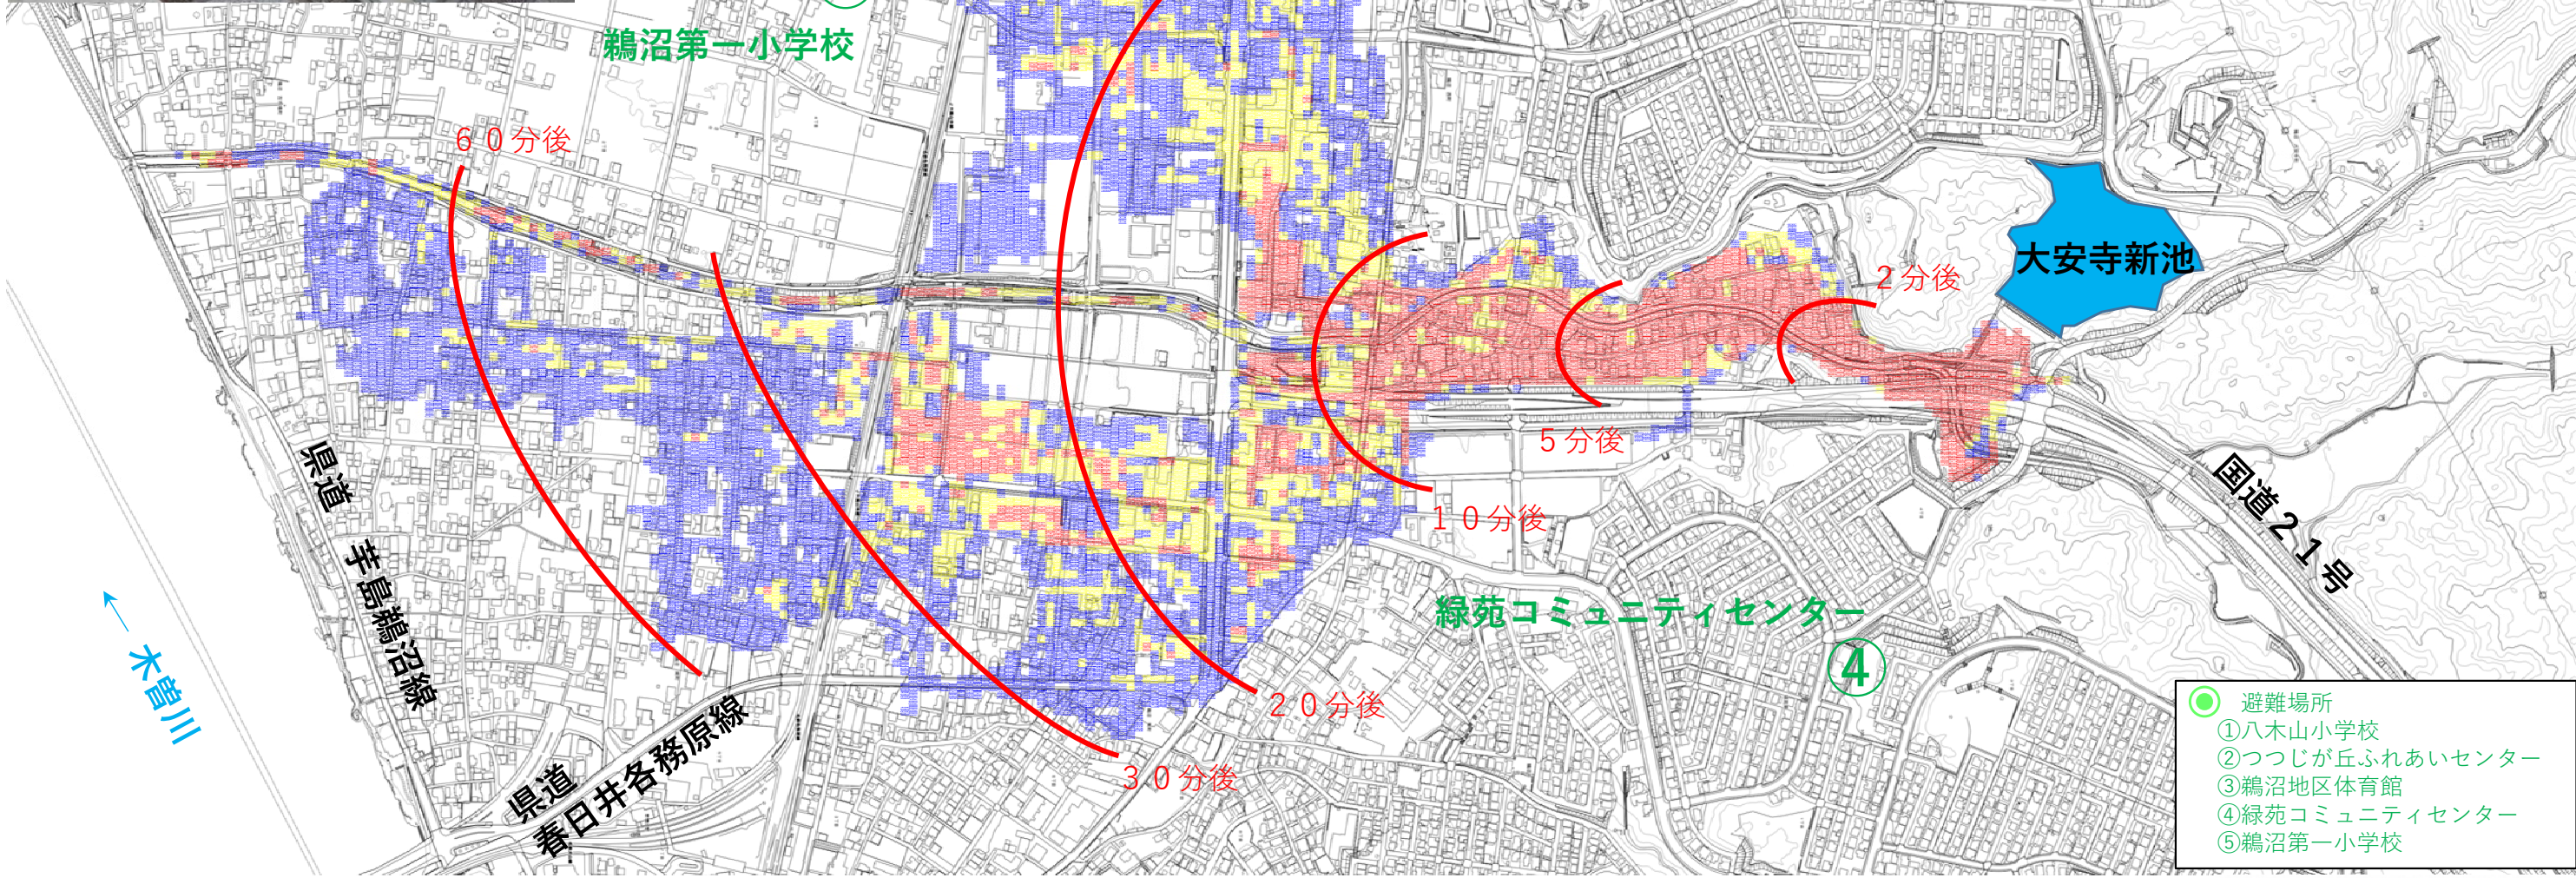 鵜沼第一小学校
６０分後
大安寺新池
２分後
５分後
１０分後
県道 芋島鵜沼線
国道２１号
緑苑コミュニティセンター
④
← 木曽川
２０分後
３０分後
県道
春日井各務原線
避難場所
①八木山小学校
②つつじが丘ふれあいセンター
③鵜沼地区体育館
④緑苑コミュニティセンター
⑤鵜沼第一小学校